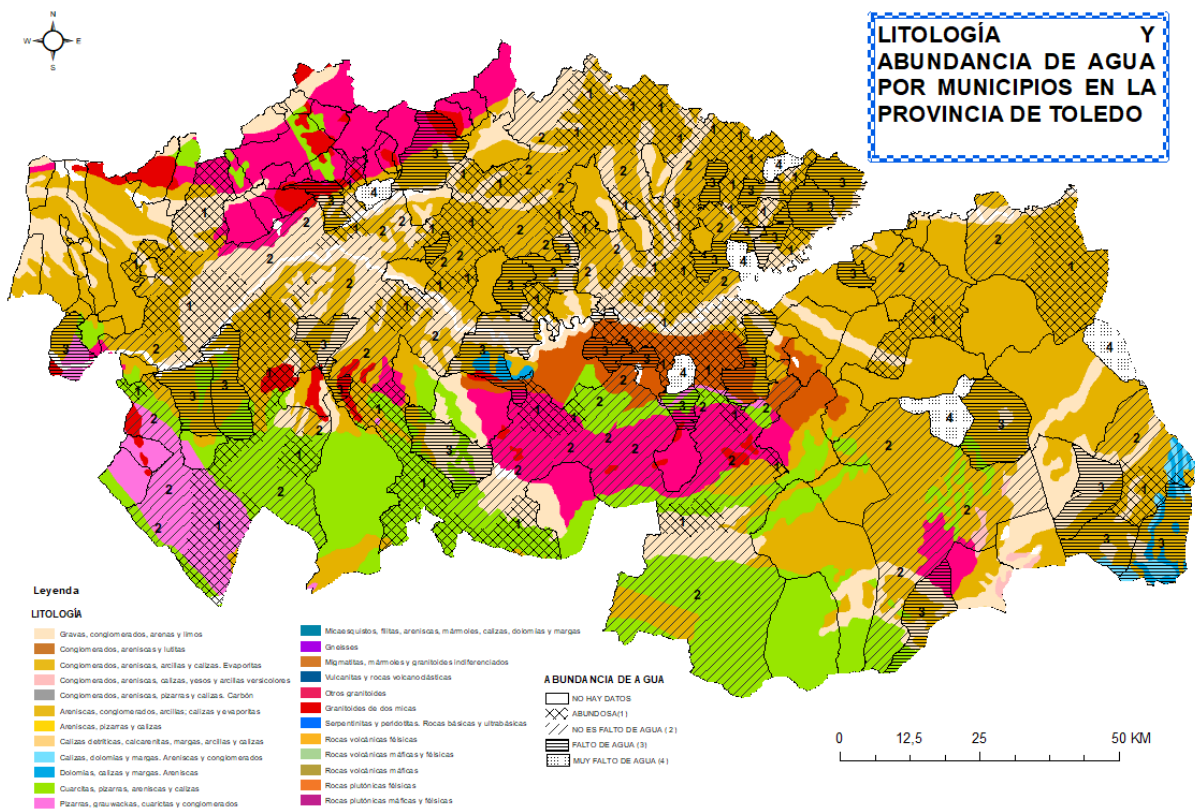 N
W E
S
LITOLOGÍA Y
ABUNDANCIA DE AGUA
POR MUNICIPIOS EN LA
PROVINCIA DE TOLEDO
Leyenda
LITOLOGÍA
Gravas, conglomerados, arenas y limos
Conglomerados, areniscas y lutitas
Conglomerados, areniscas, arcillas y calizas. Evaporitas
Conglomerados, areniscas, calizas, yesos y arcillas versicolores
Conglomerados, areniscas, pizarras y calizas. Carbón
Areniscas, conglomerados, arcillas; calizas y evaporitas
Areniscas, pizarras y calizas
Calizas detríticas, calcarenitas, margas, arcillas y calizas
Calizas, dolomías y margas. Areniscas y conglomerados
Dolomías, calizas y margas. Areniscas
Cuarcitas, pizarras, areniscas y calizas
Pizarras, grauwackas, cuarcitas y conglomerados
Micaesquistos, filitas, areniscas, mármoles, calizas, dolomías y margas
Gneisses
Migmatitas, mármoles y granitoides indiferenciados
Vulcanitas y rocas volcanoclásticas
Otros granitoides
Granitoides de dos micas
Serpentinitas y peridotitas. Rocas básicas y ultrabásicas
Rocas volcánicas félsicas
Rocas volcánicas máficas y félsicas
Rocas volcánicas máficas
Rocas plutónicas félsicas
Rocas plutónicas máficas y félsicas
ABUNDANCIA DE AGUA
NO HAY DATOS
ABUNDOSA(1)
NO ES FALTO DE AGUA (2)
FALTO DE AGUA (3)
MUY FALTO DE AGUA (4)
0 12,5 25 50 KM